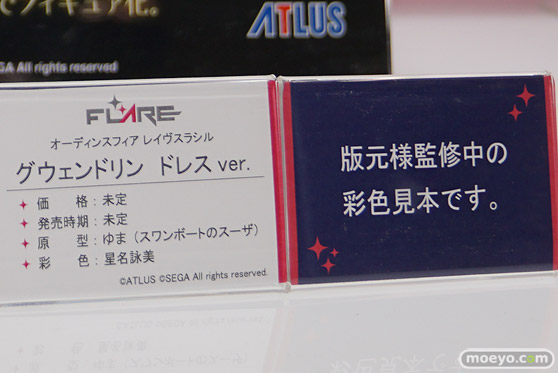 でフィギュア化。
ATLUS
GA All rights reserved
FLARE
オーディンスフィア レイヴスラシル
グウェンドリン ドレス ver.
価 格：未定
発売時期：未定
原 型：ゆま（スワンボートのスーザ）
彩 色：星名詠美
©ATLUS ©SEGA All rights reserved.
版元様監修中の
彩色見本です。
moeyo.com